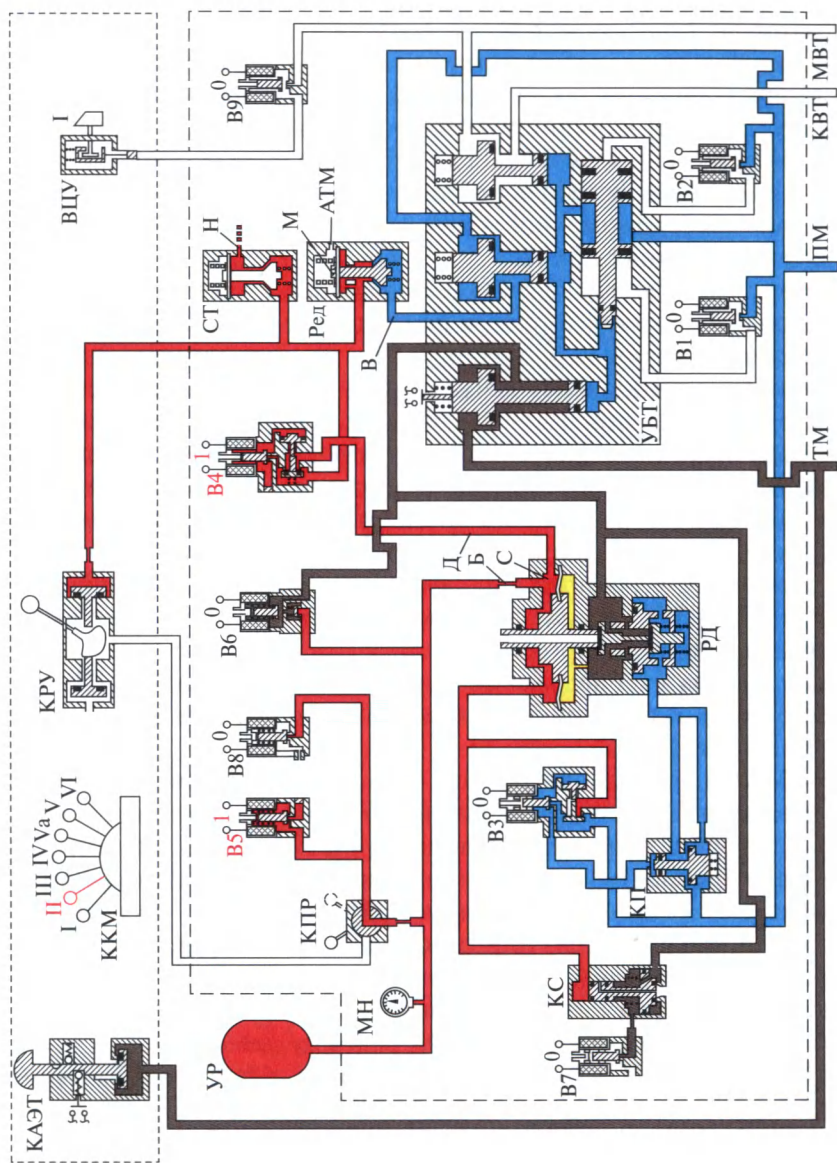 КАЭТ
I
II
III
IV
Vа
V
VI
ККМ
КРУ
ВЦУ
I
УР
МН
КПР
В5
1
В8
0
В6
0
В4
1
СТ
Н
Ред
М
АТМ
В
В9
0
Д
Б
С
РД
В3
0
КП
КС
В7
0
УБТ
В1
0
В2
0
ТМ
ПМ
КВТ
МВТ